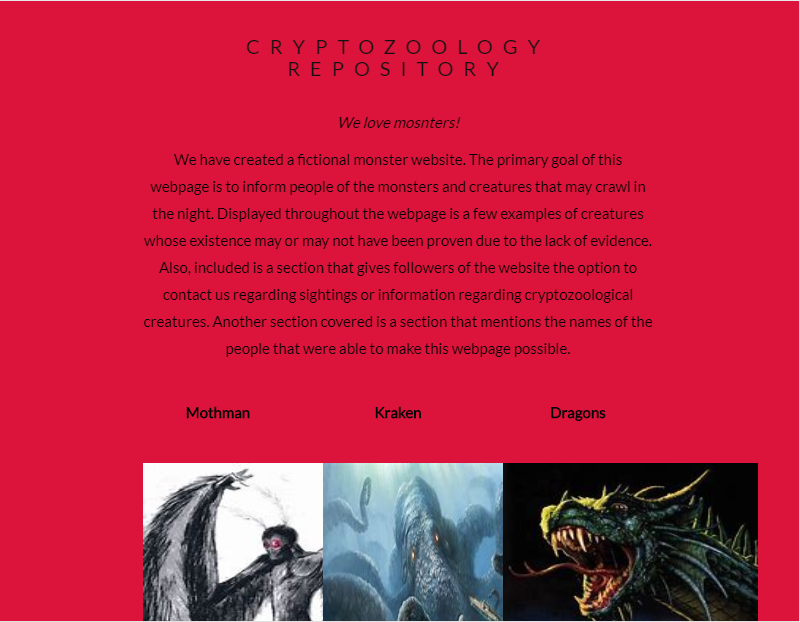 CRYPTOZOOLOGY
REPOSITORY
We love mosnters!
We have created a fictional monster website. The primary goal of this
webpage is to inform people of the monsters and creatures that may crawl in
the night. Displayed throughout the webpage is a few examples of creatures
whose existence may or may not have been proven due to the lack of evidence.
Also, included is a section that gives followers of the website the option to
contact us regarding sightings or information regarding cryptozoological
creatures. Another section covered is a section that mentions the names of the
people that were able to make this webpage possible.
Mothman Kraken Dragons